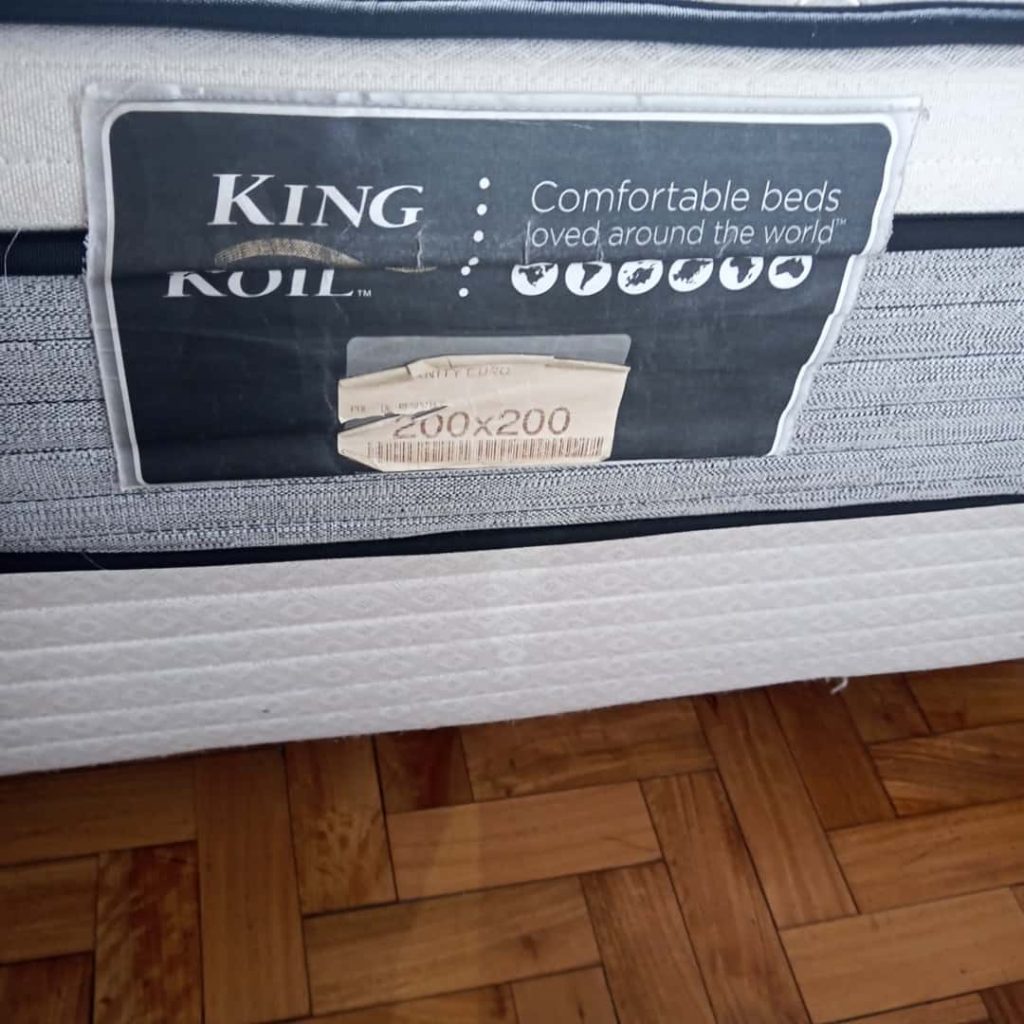 KING
KOIL™
Comfortable beds
loved around the world™
200x200